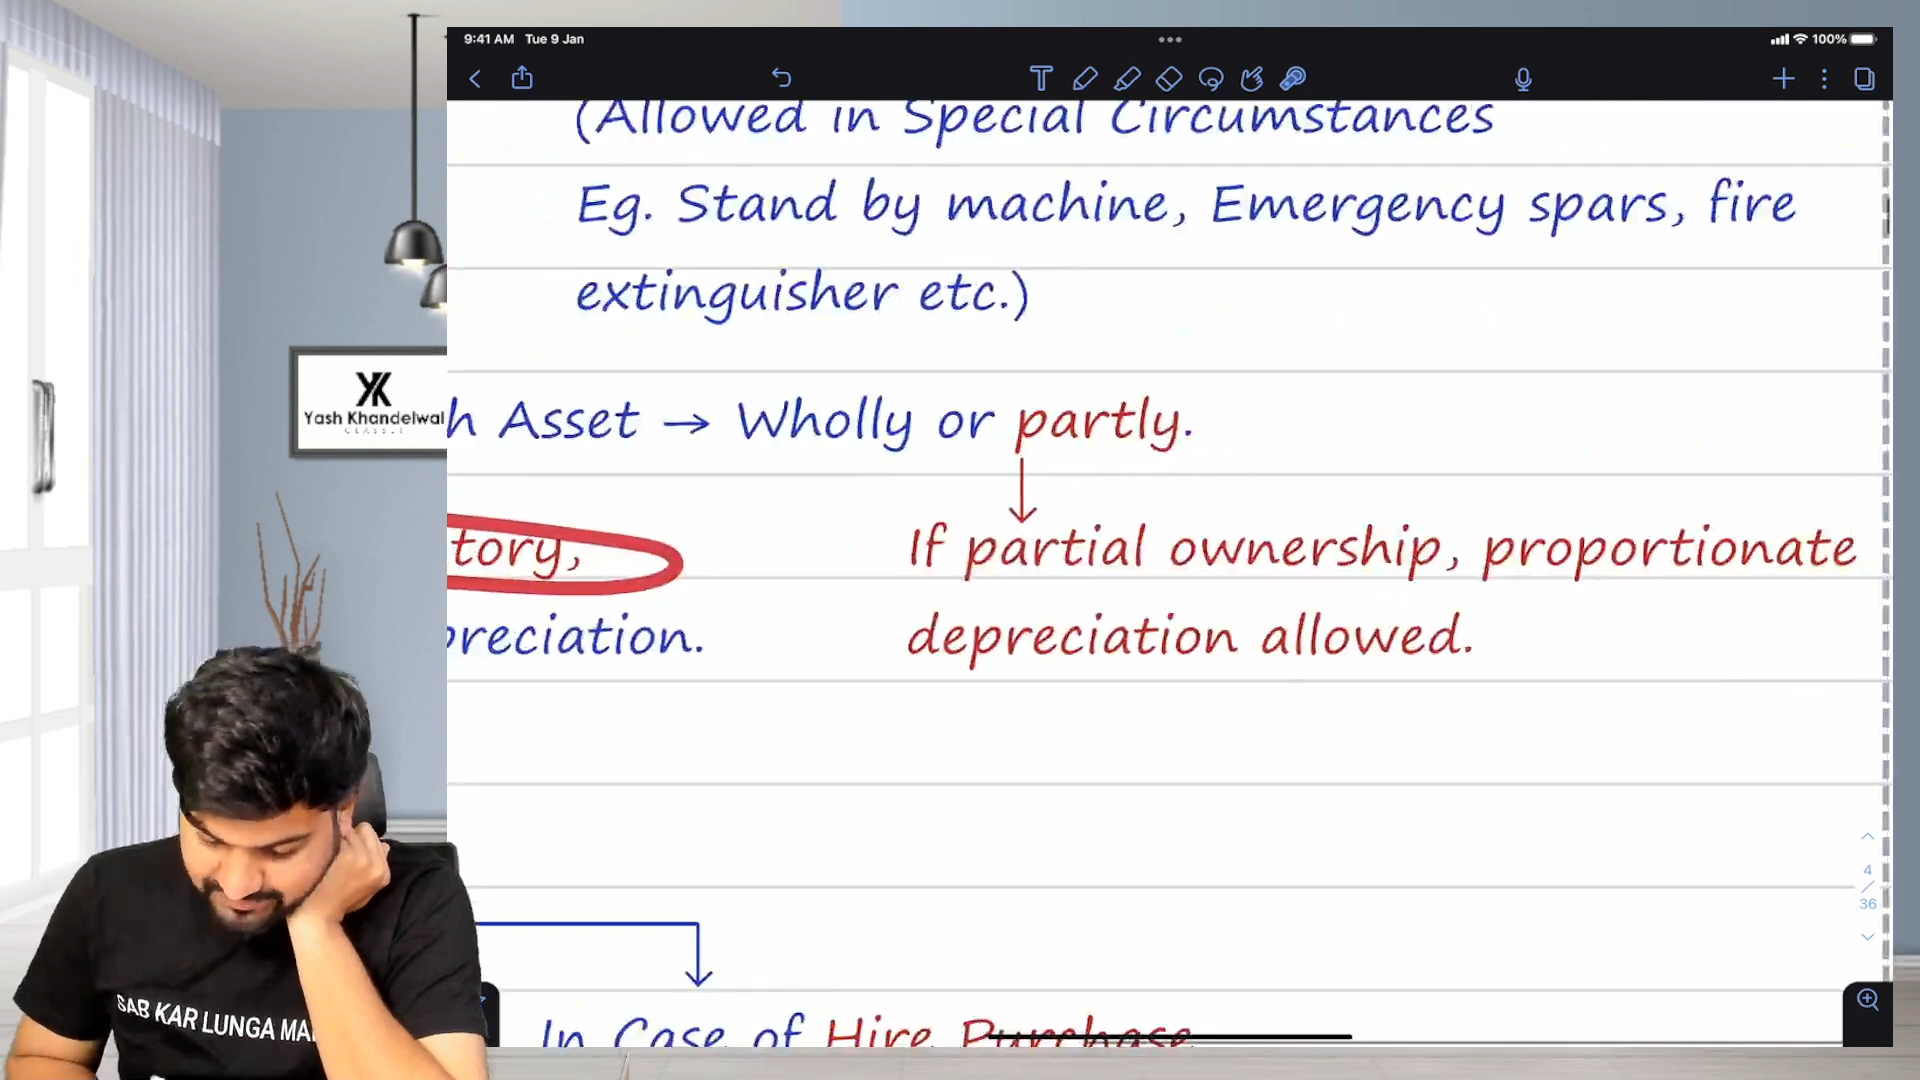 9:41 AM Tue 9 Jan
100%
(Allowed in Special Circumstances
Eg. Stand by machine, Emergency spars, fire
extinguisher etc.)
h Asset → Wholly or partly.
tory,
If partial ownership, proportionate
preciation.
depreciation allowed.
4
/
36
In Case of Hire Purchase
Yash Khandelwal
SAB KAR LUNGA MA